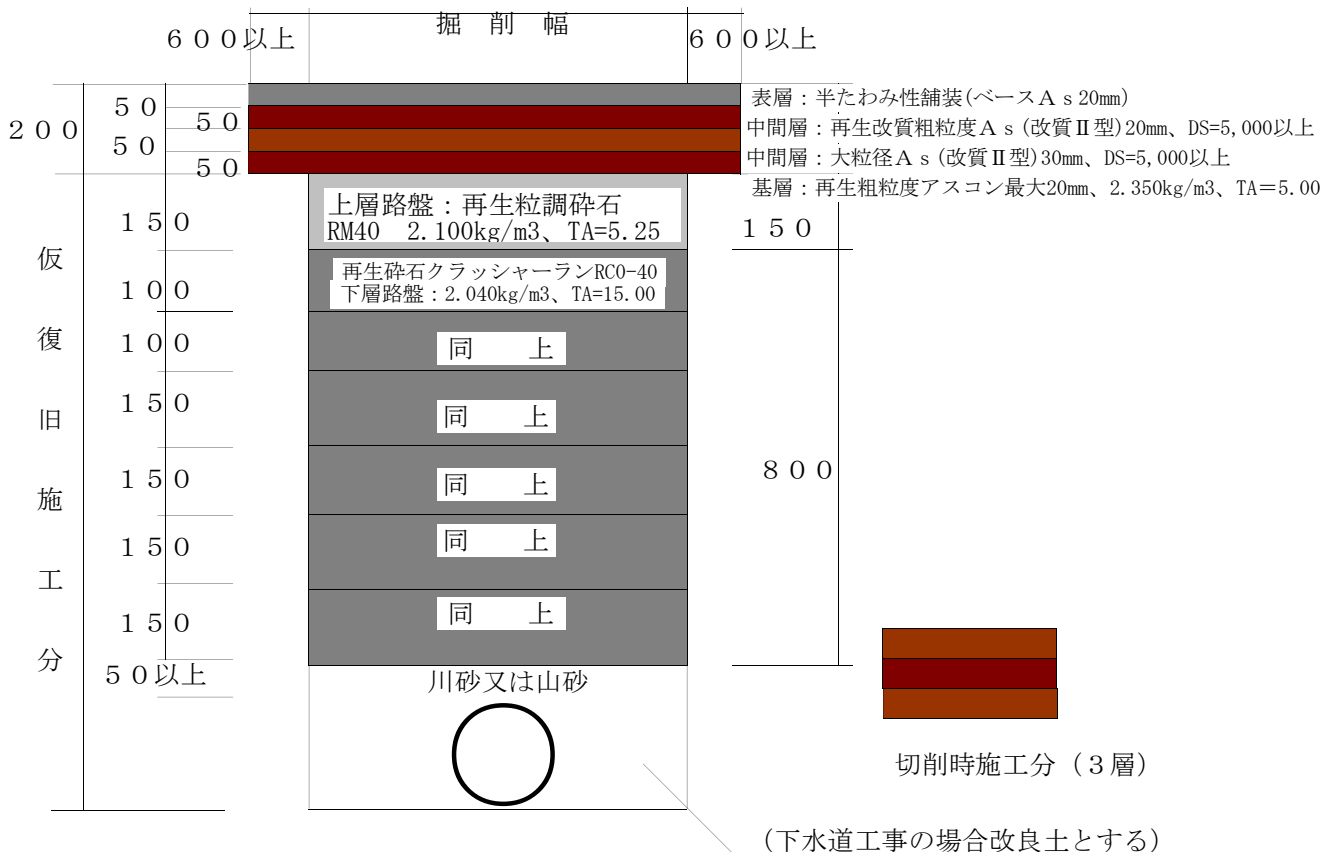 掘　削　幅
６００以上
６００以上
２００
５０
５０
５０
５０
表層：半たわみ性舗装(ベースＡｓ20mm)
中間層：再生改質粗粒度Ａｓ(改質Ⅱ型)20mm、DS=5,000以上
中間層：大粒径Ａｓ(改質Ⅱ型)30mm、DS=5,000以上
基層：再生粗粒度アスコン最大20mm、2.350kg/m3、TA＝5.00
１５０
上層路盤：再生粒調砕石
RM40　2.100kg/m3、TA=5.25
１５０
１００
再生砕石クラッシャーランRC0-40
下層路盤：2.040kg/m3、TA=15.00
１００
同　　上
１５０
同　　上
１５０
同　　上
８００
１５０
同　　上
１５０
同　　上
仮復旧施工分
５０以上
川砂又は山砂
切削時施工分（３層）
（下水道工事の場合改良土とする）